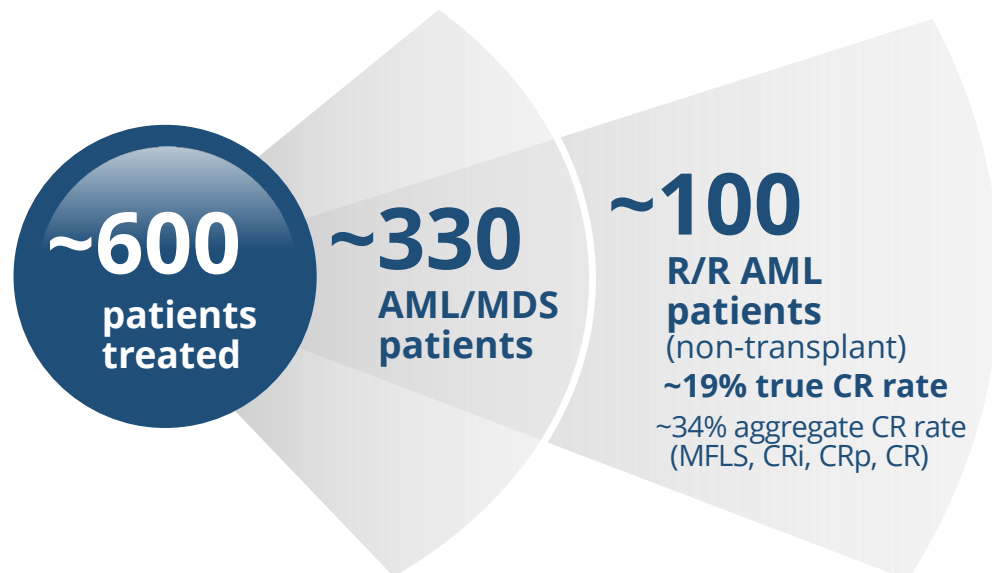 ~600
patients
treated
~330
AML/MDS
patients
~100
R/R AML
patients
(non-transplant)
~19% true CR rate
~34% aggregate CR rate
(MFLS, CRi, CRp, CR)